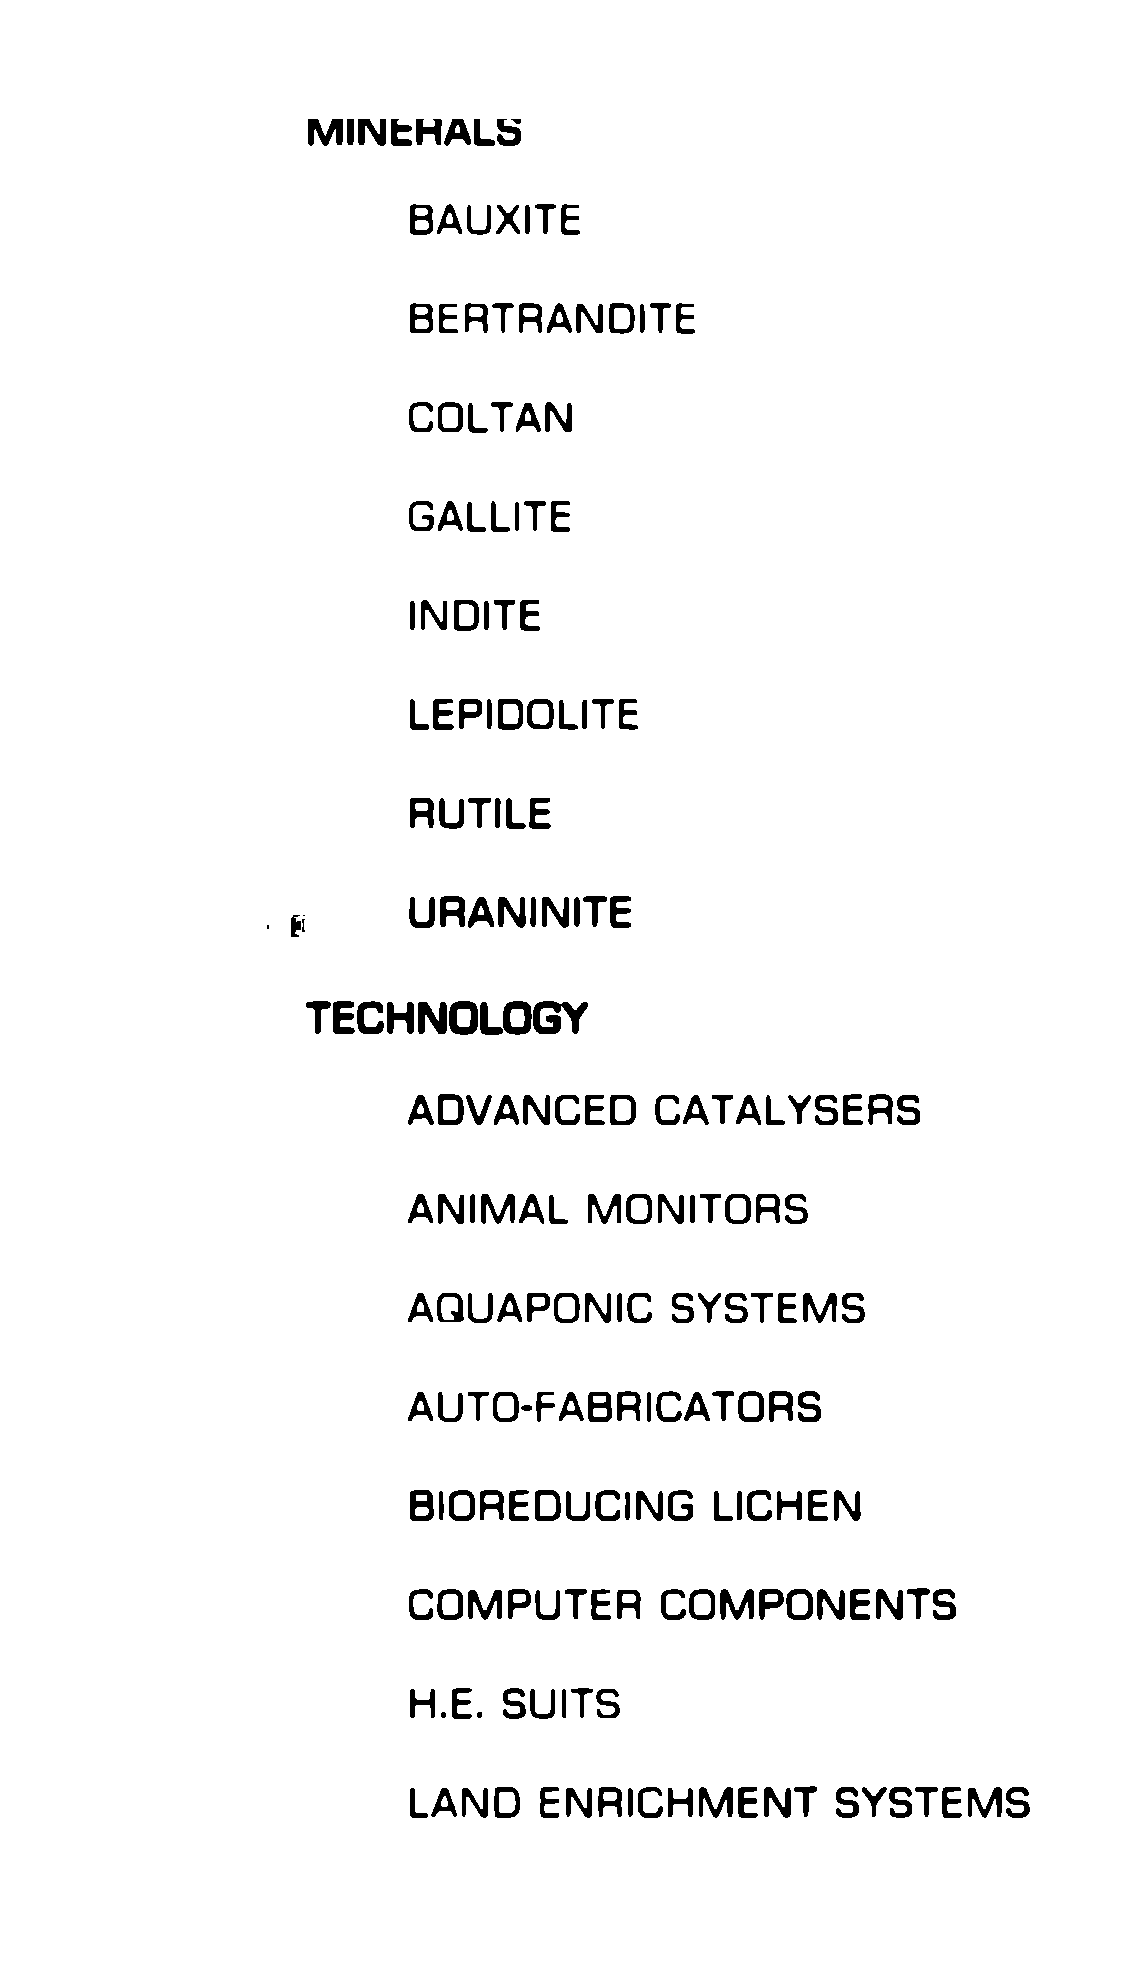 MINERALS
BAUXITE
BERTRANDITE
COLTAN
GALLITE
INDITE
LEPIDOLITE
RUTILE
URANINITE
TECHNOLOGY
ADVANCED CATALYSERS
ANIMAL MONITORS
AQUAPONIC SYSTEMS
AUTO-FABRICATORS
BIOREDUCING LICHEN
COMPUTER COMPONENTS
H.E. SUITS
LAND ENRICHMENT SYSTEMS